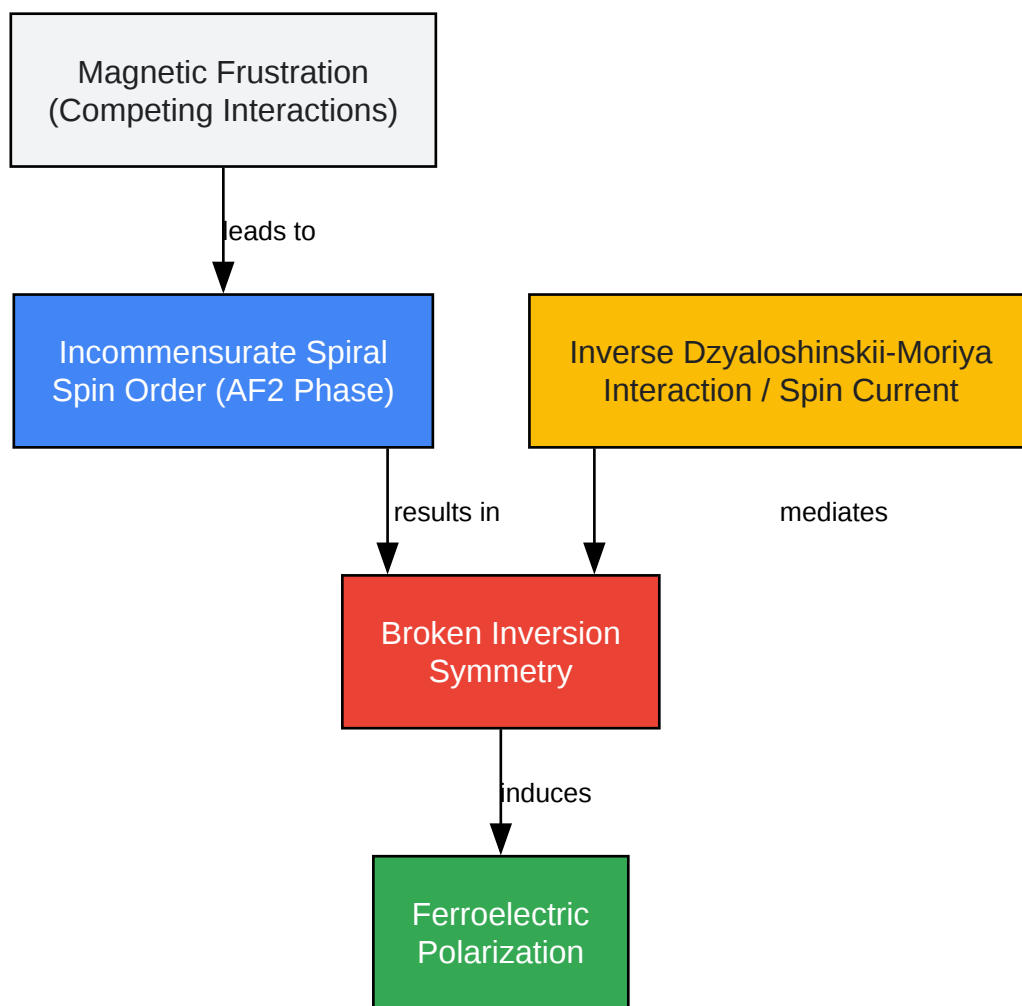 Magnetic Frustration
(Competing Interactions)
leads to
Incommensurate Spiral
Spin Order (AF2 Phase)
Inverse Dzyaloshinskii-Moriya
Interaction / Spin Current
results in
mediates
Broken Inversion
Symmetry
induces
Ferroelectric
Polarization